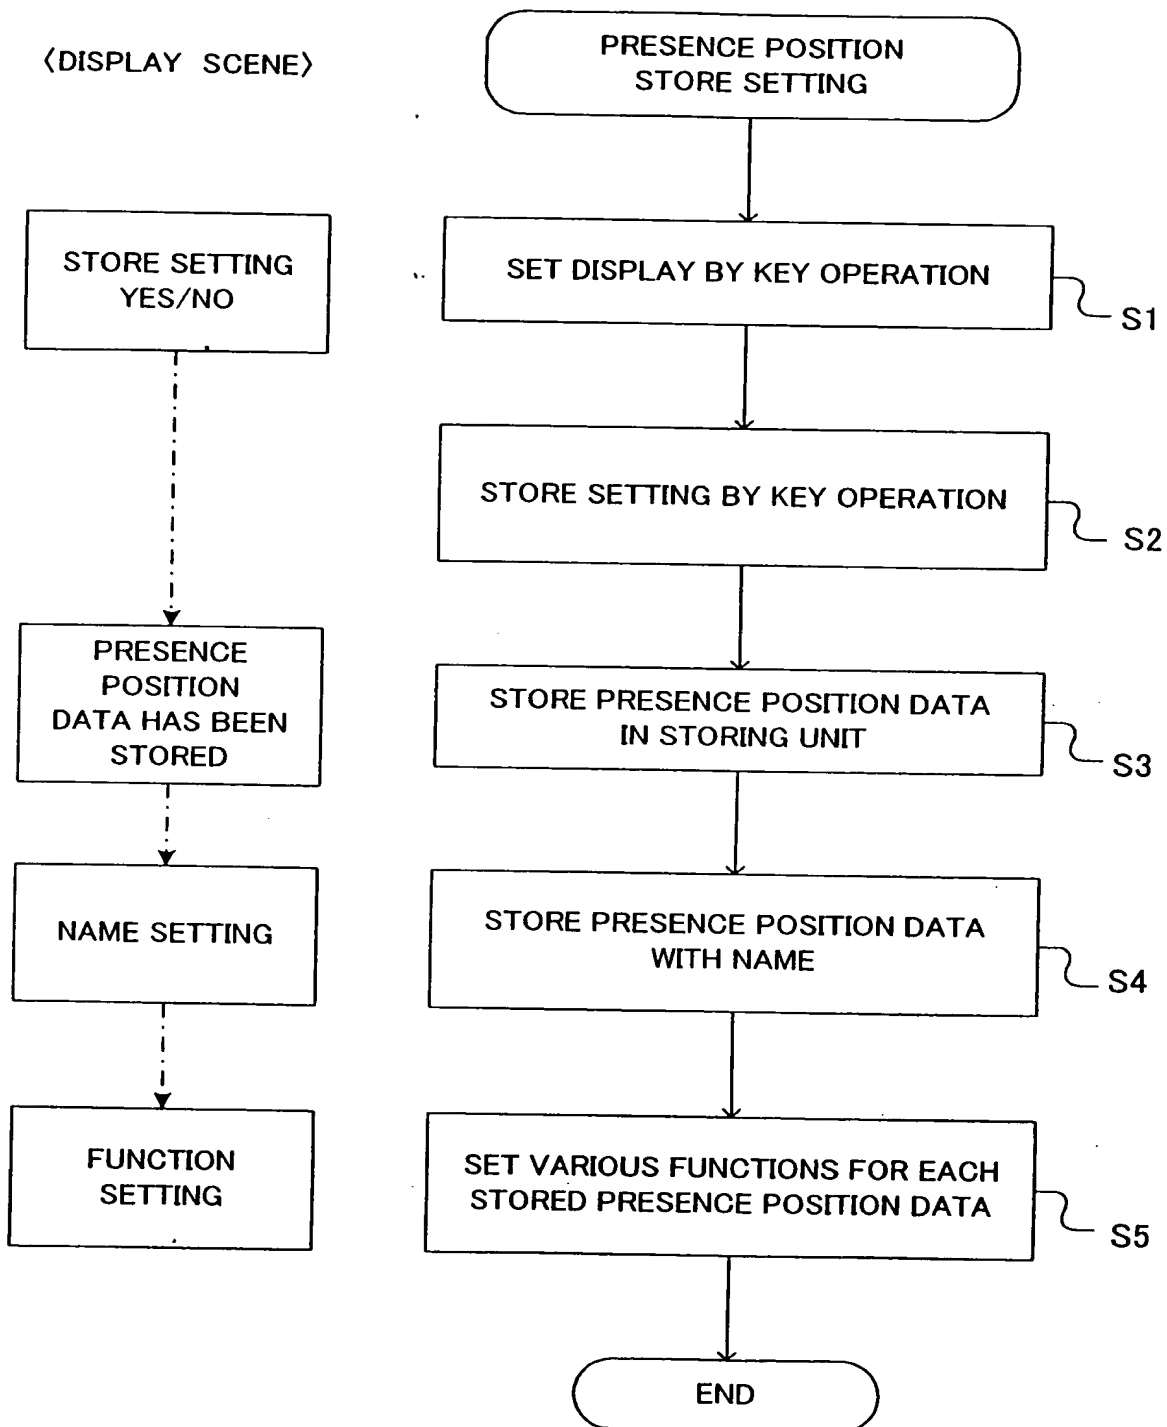 〈DISPLAY SCENE〉
PRESENCE POSITION
STORE SETTING
STORE SETTING
YES/NO
SET DISPLAY BY KEY OPERATION
S1
STORE SETTING BY KEY OPERATION
S2
PRESENCE
POSITION
DATA HAS BEEN
STORED
STORE PRESENCE POSITION DATA
IN STORING UNIT
S3
NAME SETTING
STORE PRESENCE POSITION DATA
WITH NAME
S4
FUNCTION
SETTING
SET VARIOUS FUNCTIONS FOR EACH
STORED PRESENCE POSITION DATA
S5
END